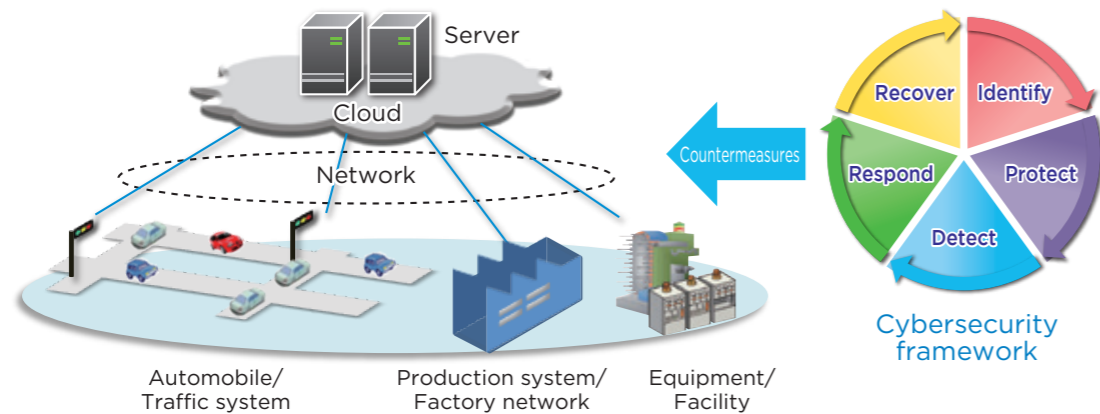 Server
Cloud
Network
Countermeasures
Recover
Identify
Respond
Protect
Detect
Cybersecurity
framework
Automobile/
Traffic system
Production system/
Factory network
Equipment/
Facility